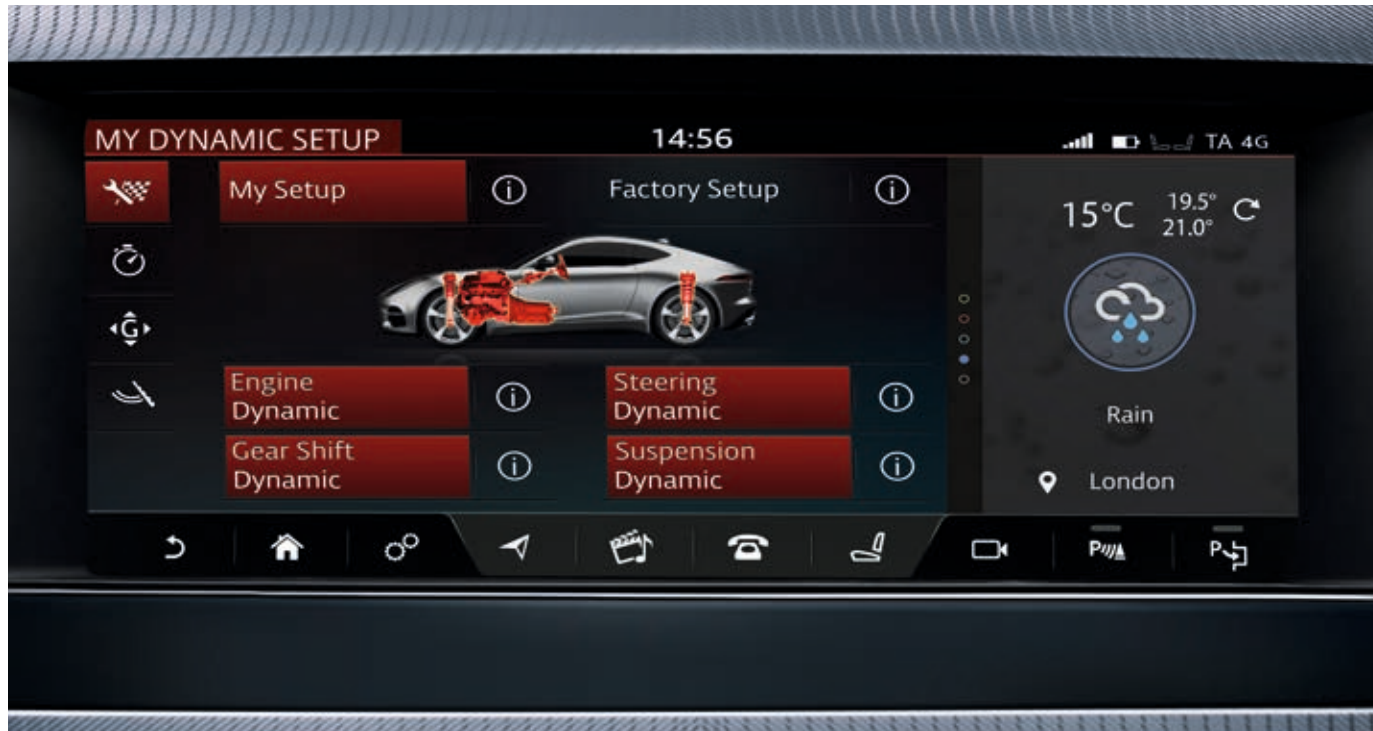 MY DYNAMIC SETUP
14:56
TA 4G
My Setup
i
Factory Setup
i
15°C
19.5°
21.0°
G
Engine
Dynamic
i
Steering
Dynamic
i
Gear Shift
Dynamic
i
Suspension
Dynamic
i
Rain
London
P
P